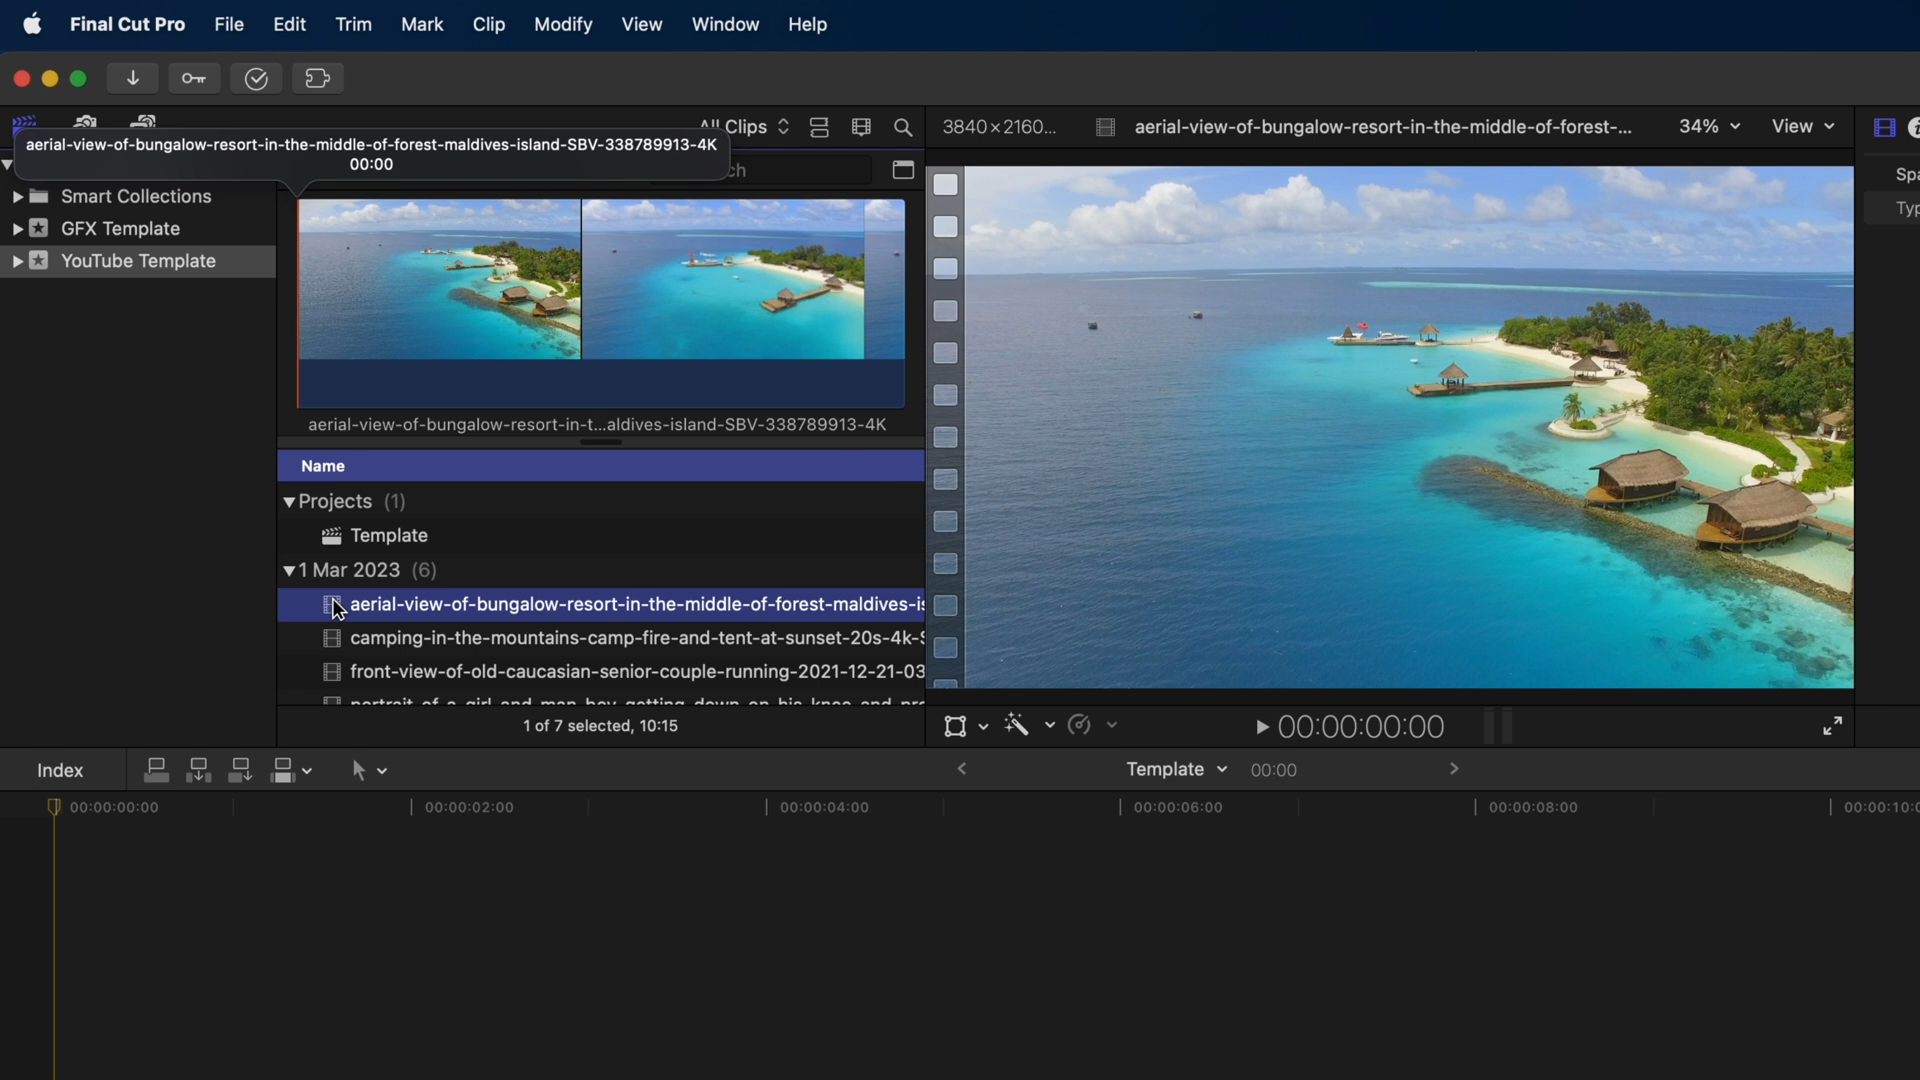 Final Cut Pro File Edit Trim Mark Clip Modify View Window Help
All Clips
3840×2160...
aerial-view-of-bungalow-resort-in-the-middle-of-forest-...
34%
View
aerial-view-of-bungalow-resort-in-the-middle-of-forest-maldives-island-SBV-338789913-4K
00:00
Smart Collections
GFX Template
YouTube Template
aerial-view-of-bungalow-resort-in-t...aldives-island-SBV-338789913-4K
Name
Projects (1)
Template
1 Mar 2023 (6)
aerial-view-of-bungalow-resort-in-the-middle-of-forest-maldives-is
camping-in-the-mountains-camp-fire-and-tent-at-sunset-20s-4k-S
front-view-of-old-caucasian-senior-couple-running-2021-12-21-03
1 of 7 selected, 10:15
00:00:00:00
Index
Template
00:00
00:00:00:00
00:00:02:00
00:00:04:00
00:00:06:00
00:00:08:00